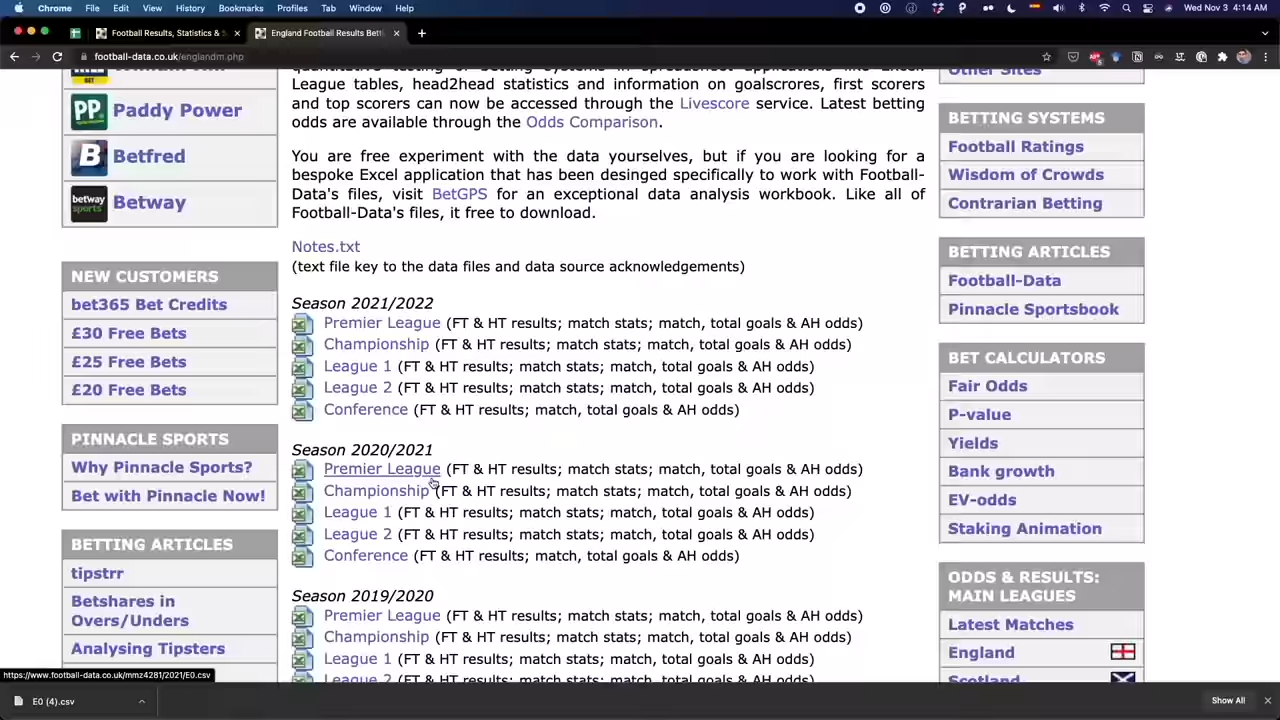 Chrome File Edit View History Bookmarks Profiles Tab Window Help Wed Nov 3 4:14 AM
Football Results, Statistics & S
England Football Results Bett
football-data.co.uk/englandm.php
PP Paddy Power
B Betfred
betway sports Betway
NEW CUSTOMERS
bet365 Bet Credits
£30 Free Bets
£25 Free Bets
£20 Free Bets
PINNACLE SPORTS
Why Pinnacle Sports?
Bet with Pinnacle Now!
BETTING ARTICLES
tipstrr
Betshares in
Overs/Unders
Analysing Tipsters
League tables, head2head statistics and information on goalscores, first scorers
and top scorers can now be accessed through the Livescore service. Latest betting
odds are available through the Odds Comparison.
You are free experiment with the data yourselves, but if you are looking for a
bespoke Excel application that has been desinged specifically to work with Football-
Data's files, visit BetGPS for an exceptional data analysis workbook. Like all of
Football-Data's files, it free to download.
Notes.txt
(text file key to the data files and data source acknowledgements)
Season 2021/2022
Premier League (FT & HT results; match stats; match, total goals & AH odds)
Championship (FT & HT results; match stats; match, total goals & AH odds)
League 1 (FT & HT results; match stats; match, total goals & AH odds)
League 2 (FT & HT results; match stats; match, total goals & AH odds)
Conference (FT & HT results; match, total goals & AH odds)
Season 2020/2021
Premier League (FT & HT results; match stats; match, total goals & AH odds)
Championship (FT & HT results; match stats; match, total goals & AH odds)
League 1 (FT & HT results; match stats; match, total goals & AH odds)
League 2 (FT & HT results; match stats; match, total goals & AH odds)
Conference (FT & HT results; match, total goals & AH odds)
Season 2019/2020
Premier League (FT & HT results; match stats; match, total goals & AH odds)
Championship (FT & HT results; match stats; match, total goals & AH odds)
League 1 (FT & HT results; match stats; match, total goals & AH odds)
League 2 (FT & HT results; match stats; match, total goals & AH odds)
Other Sites
BETTING SYSTEMS
Football Ratings
Wisdom of Crowds
Contrarian Betting
BETTING ARTICLES
Football-Data
Pinnacle Sportsbook
BET CALCULATORS
Fair Odds
P-value
Yields
Bank growth
EV-odds
Staking Animation
ODDS & RESULTS:
MAIN LEAGUES
Latest Matches
England
Scotland
https://www.football-data.co.uk/mmz4281/2021/E0.csv
E0 (4).csv
Show All